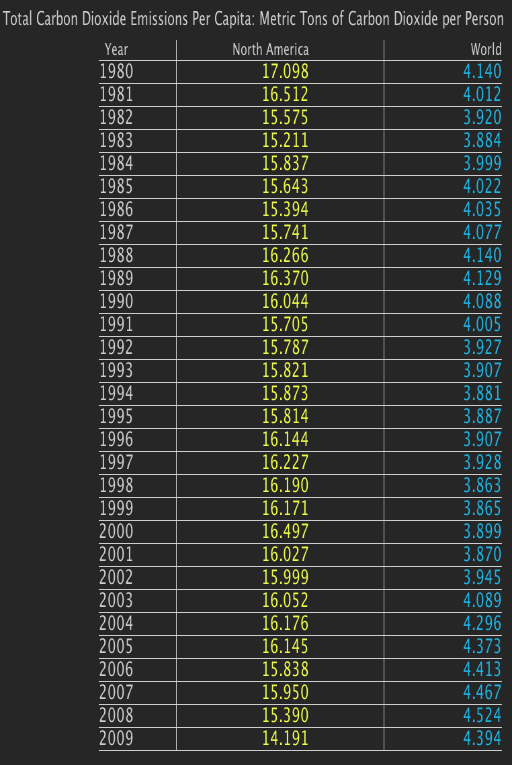 Total Carbon Dioxide Emissions Per Capita: Metric Tons of Carbon Dioxide per Person
Year North America World
1980 17.098 4.140
1981 16.512 4.012
1982 15.575 3.920
1983 15.211 3.884
1984 15.837 3.999
1985 15.643 4.022
1986 15.394 4.035
1987 15.741 4.077
1988 16.266 4.140
1989 16.370 4.129
1990 16.044 4.088
1991 15.705 4.005
1992 15.787 3.927
1993 15.821 3.907
1994 15.873 3.881
1995 15.814 3.887
1996 16.144 3.907
1997 16.227 3.928
1998 16.190 3.863
1999 16.171 3.865
2000 16.497 3.899
2001 16.027 3.870
2002 15.999 3.945
2003 16.052 4.089
2004 16.176 4.296
2005 16.145 4.373
2006 15.838 4.413
2007 15.950 4.467
2008 15.390 4.524
2009 14.191 4.394